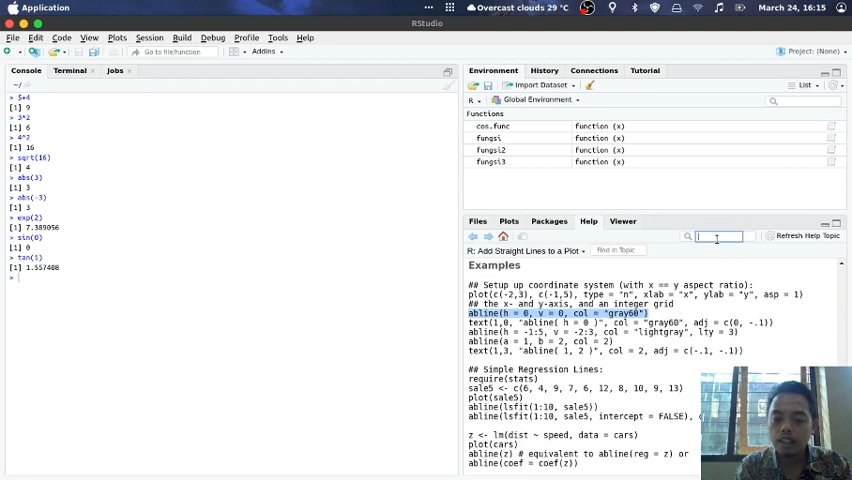 Application
Overcast clouds 29 °C
March 24, 16:15
RStudio
File Edit Code View Plots Session Build Debug Profile Tools Help
Go to file/function
Addins
Project: (None)
Console Terminal Jobs
~/
> 5+4
[1] 9
> 3*2
[1] 6
> 4^2
[1] 16
> sqrt(16)
[1] 4
> abs(3)
[1] 3
> abs(-3)
[1] 3
> exp(2)
[1] 7.389056
> sin(0)
[1] 0
> tan(1)
[1] 1.557408
>
Environment History Connections Tutorial
Import Dataset
List
R Global Environment
Functions
cos.func function (x)
fungsi function (x)
fungsi2 function (x)
fungsi3 function (x)
Files Plots Packages Help Viewer
Refresh Help Topic
R: Add Straight Lines to a Plot
Find in Topic
Examples
## Setup up coordinate system (with x == y aspect ratio):
plot(c(-2,3), c(-1,5), type = "n", xlab = "x", ylab = "y", asp = 1)
## the x- and y-axis, and an integer grid
abline(h = 0, v = 0, col = "gray60")
text(1,0, "abline( h = 0 )", col = "gray60", adj = c(0, -.1))
abline(h = -1:5, v = -2:3, col = "lightgray", lty = 3)
abline(a = 1, b = 2, col = 2)
text(1,3, "abline( 1, 2 )", col = 2, adj = c(-.1, -.1))
## Simple Regression Lines:
require(stats)
sale5 <- c(6, 4, 9, 7, 6, 12, 8, 10, 9, 13)
plot(sale5)
abline(lsfit(1:10, sale5))
abline(lsfit(1:10, sale5, intercept = FALSE),
z <- lm(dist ~ speed, data = cars)
plot(cars)
abline(z) # equivalent to abline(reg = z) or
abline(coef = coef(z))